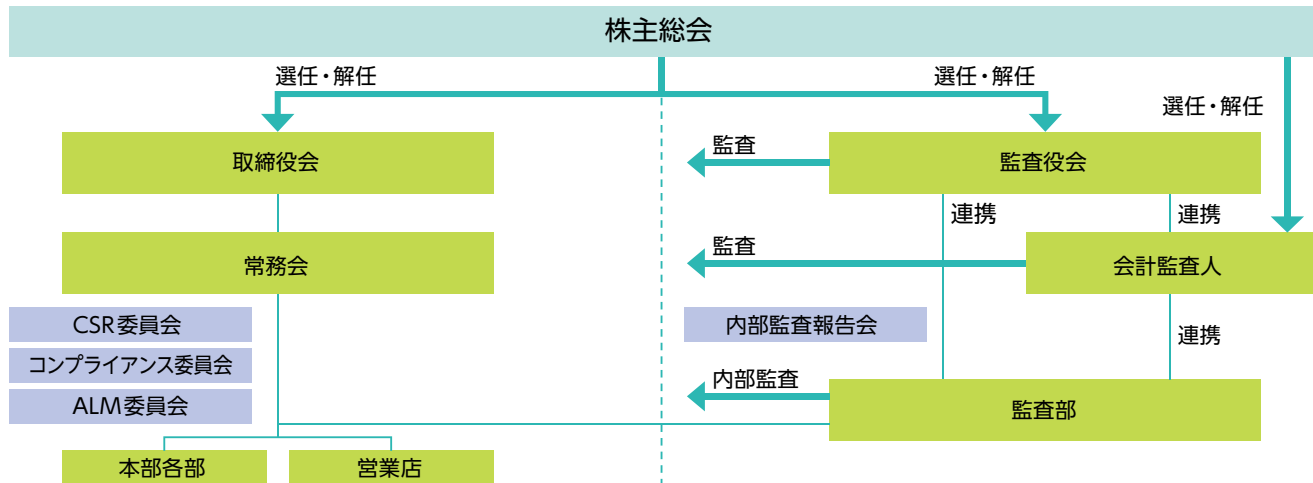 株主総会
選任・解任
選任・解任
選任・解任
取締役会
監査
監査役会
連携
連携
常務会
監査
会計監査人
CSR委員会
内部監査報告会
連携
コンプライアンス委員会
内部監査
ALM委員会
監査部
本部各部
営業店